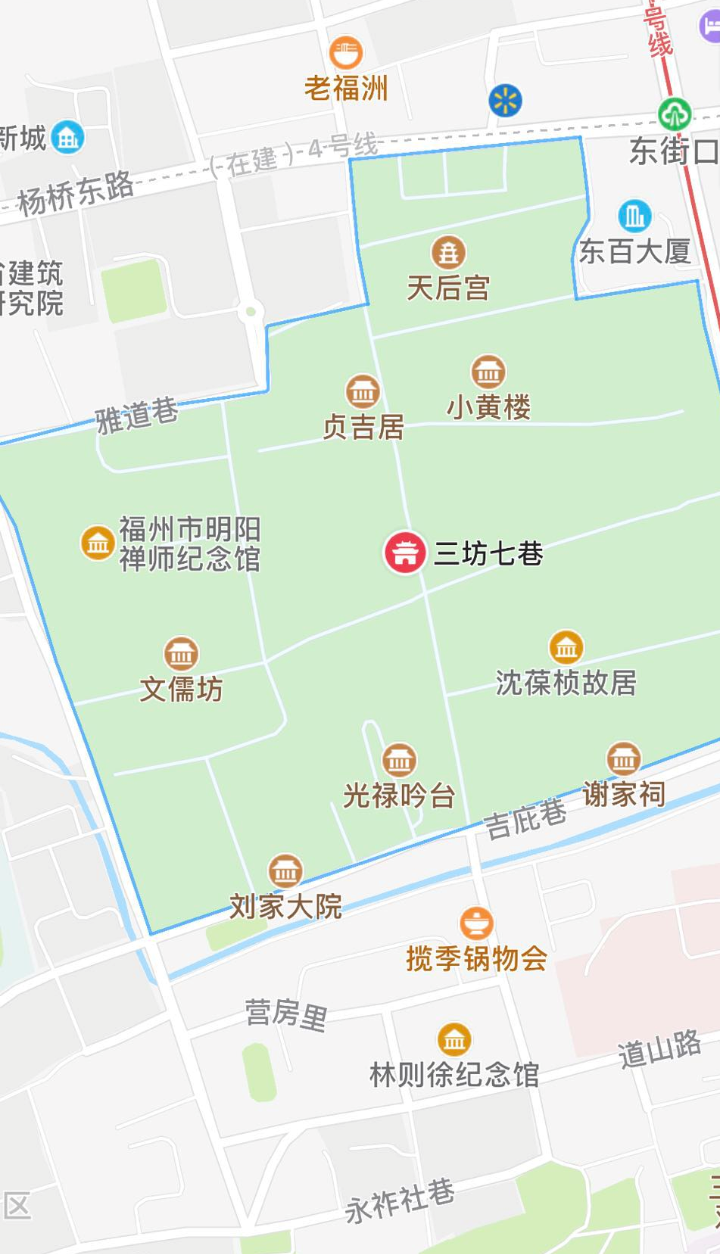 号线
老福洲
新城
(在建)4号线
东街口
杨桥东路
东百大厦
省建筑
研究院
天后宫
雅道巷
贞吉居
小黄楼
福州市明阳
禅师纪念馆
三坊七巷
文儒坊
沈葆桢故居
光禄吟台
谢家祠
吉庇巷
刘家大院
揽季锅物会
营房里
道山路
林则徐纪念馆
永祚社巷
区